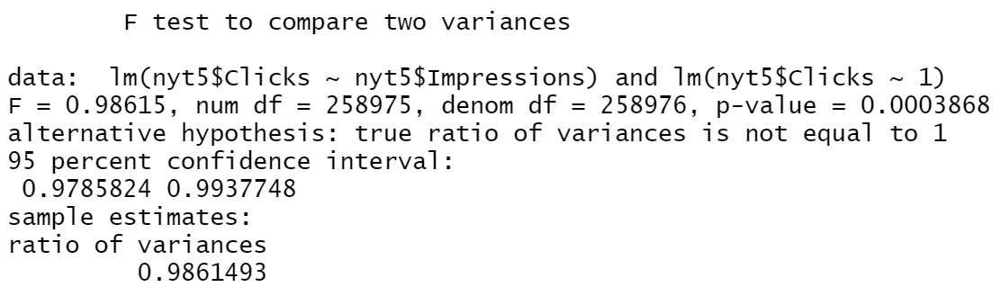 F test to compare two variances
data:  lm(nyt5$Clicks ~ nyt5$Impressions) and lm(nyt5$Clicks ~ 1)
F = 0.98615, num df = 258975, denom df = 258976, p-value = 0.0003868
alternative hypothesis: true ratio of variances is not equal to 1
95 percent confidence interval:
 0.9785824 0.9937748
sample estimates:
ratio of variances
         0.9861493